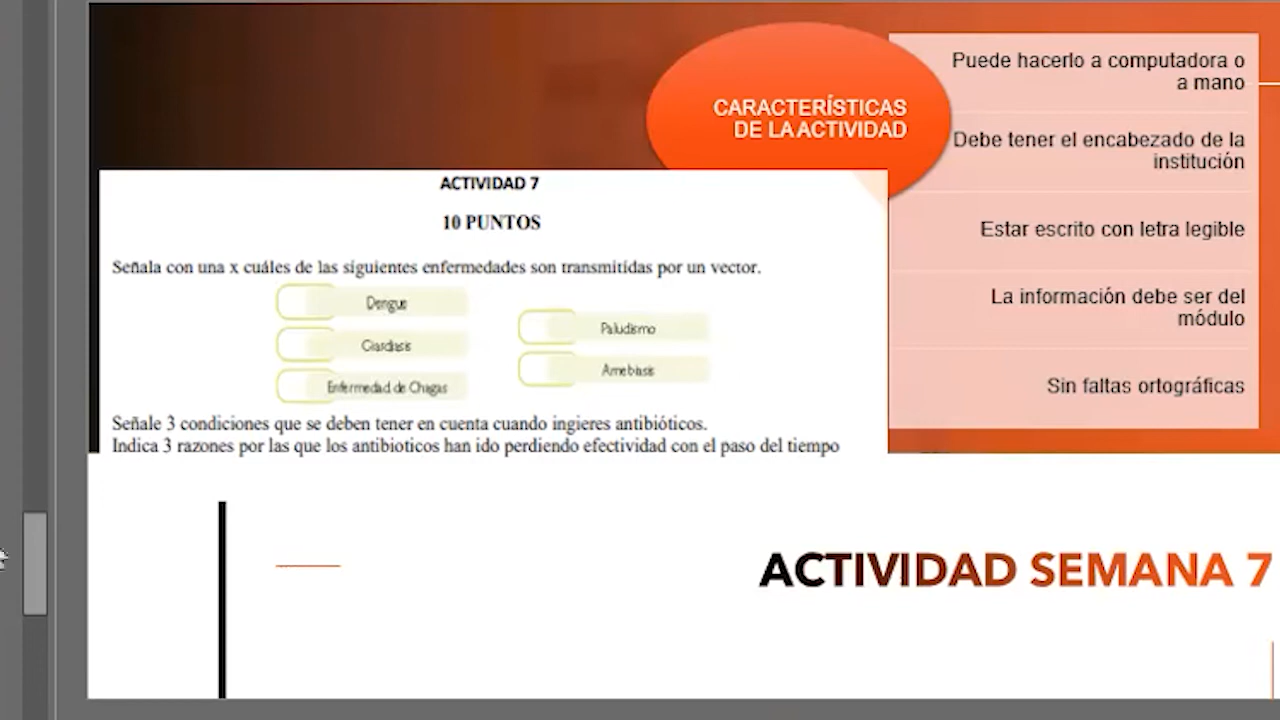 CARACTERÍSTICAS
DE LA ACTIVIDAD
Puede hacerlo a computadora o
a mano
Debe tener el encabezado de la
institución
Estar escrito con letra legible
La información debe ser del
módulo
Sin faltas ortográficas
ACTIVIDAD 7
10 PUNTOS
Señala con una x cuáles de las siguientes enfermedades son transmitidas por un vector.
Dengue
Giardiasis
Enfermedad de Chagas
Paludismo
Amebiasis
Señale 3 condiciones que se deben tener en cuenta cuando ingieres antibióticos.
Indica 3 razones por las que los antibioticos han ido perdiendo efectividad con el paso del tiempo
ACTIVIDAD SEMANA 7